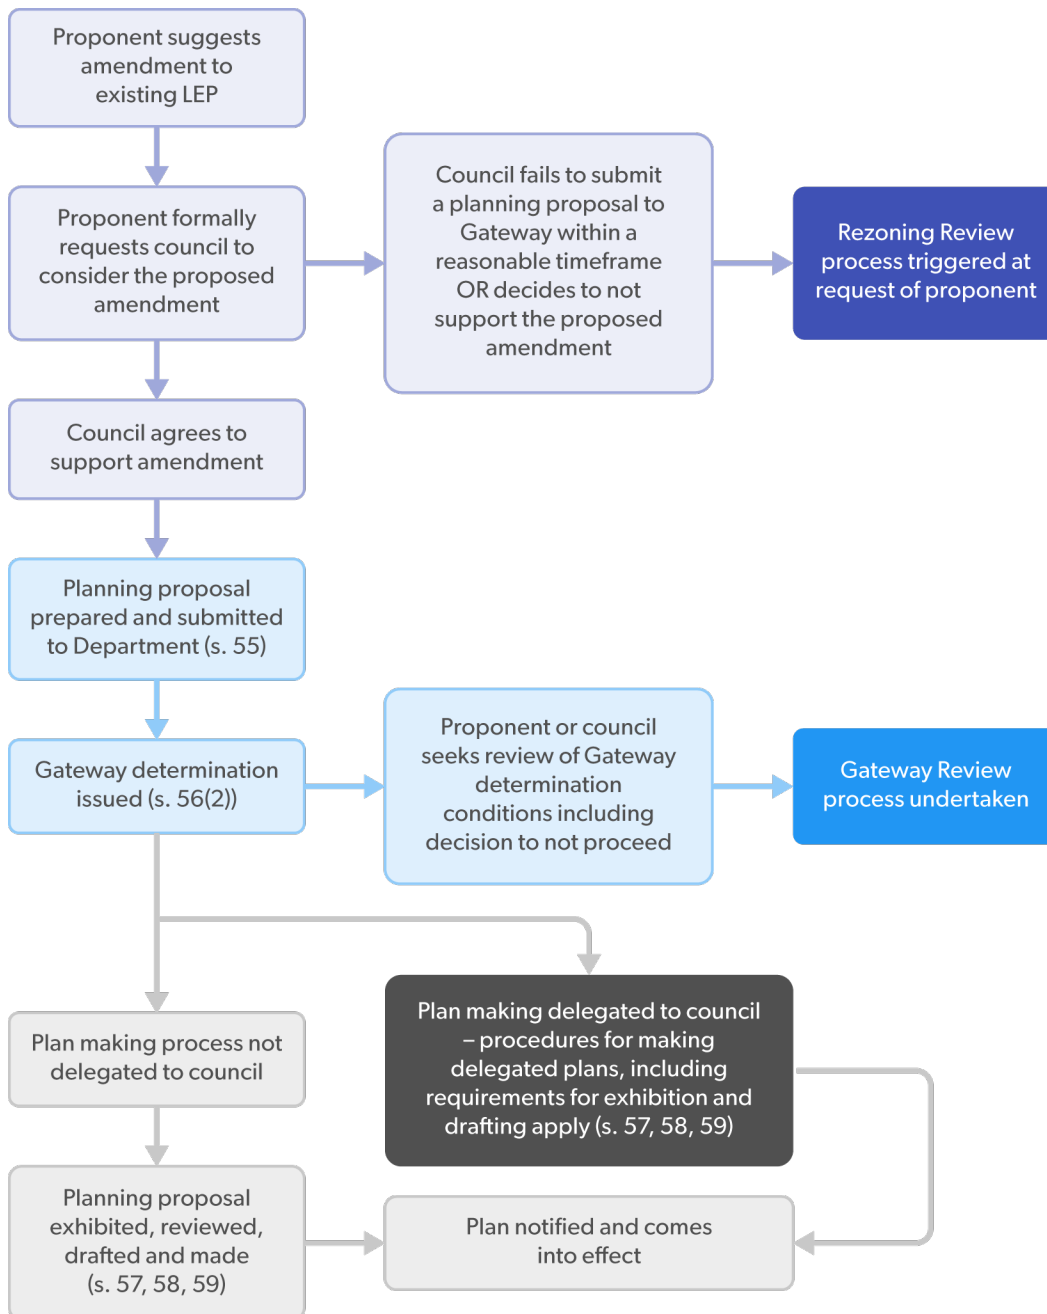 Proponent suggests
amendment to
existing LEP
Proponent formally
requests council to
consider the proposed
amendment
Council fails to submit
a planning proposal to
Gateway within a
reasonable timeframe
OR decides to not
support the proposed
amendment
Rezoning Review
process triggered at
request of proponent
Council agrees to
support amendment
Planning proposal
prepared and submitted
to Department (s. 55)
Gateway determination
issued (s. 56(2))
Proponent or council
seeks review of Gateway
determination
conditions including
decision to not proceed
Gateway Review
process undertaken
Plan making process not
delegated to council
Plan making delegated to council
– procedures for making
delegated plans, including
requirements for exhibition and
drafting apply (s. 57, 58, 59)
Planning proposal
exhibited, reviewed,
drafted and made
(s. 57, 58, 59)
Plan notified and comes
into effect